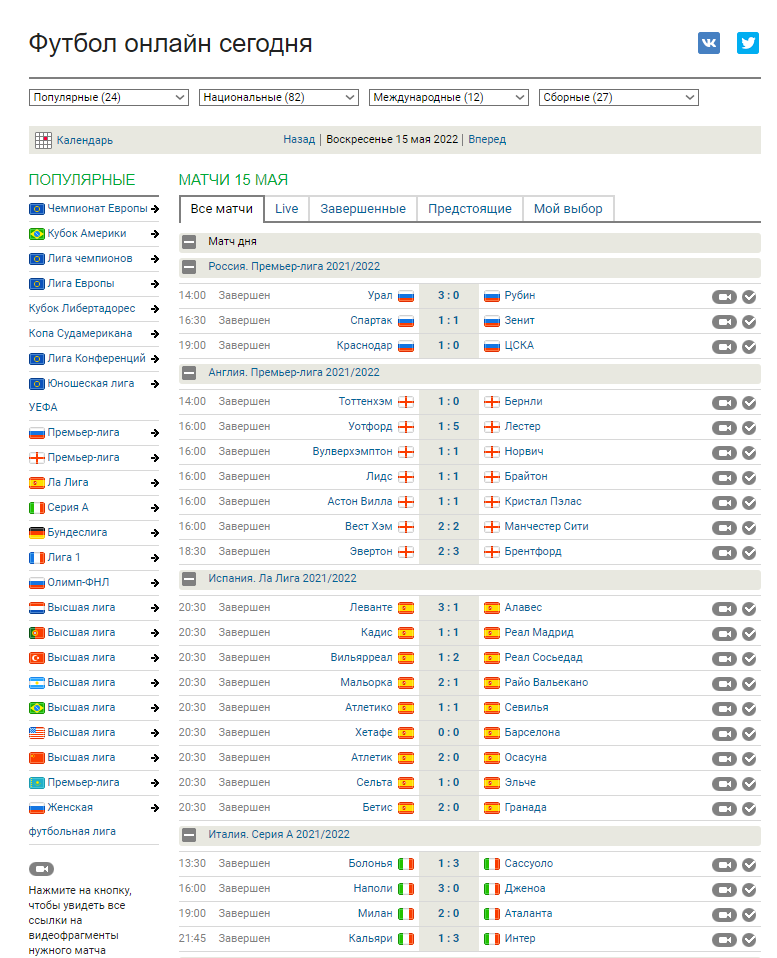 Футбол онлайн сегодня
Популярные (24) Национальные (82) Международные (12) Сборные (27)
Календарь Назад | Воскресенье 15 мая 2022 | Вперед
ПОПУЛЯРНЫЕ
Чемпионат Европы
Кубок Америки
Лига чемпионов
Лига Европы
Кубок Либертадорес
Копа Судамерикана
Лига Конференций
Юношеская лига
УЕФА
Премьер-лига
Премьер-лига
Ла Лига
Серия А
Бундеслига
Лига 1
Олимп-ФНЛ
Высшая лига
Высшая лига
Высшая лига
Высшая лига
Высшая лига
Высшая лига
Высшая лига
Премьер-лига
Женская
футбольная лига
Нажмите на кнопку,
чтобы увидеть все
ссылки на
видеофрагменты
нужного матча
МАТЧИ 15 МАЯ
Все матчи Live Завершенные Предстоящие Мой выбор
Матч дня
Россия. Премьер-лига 2021/2022
14:00 Завершен Урал 3 : 0 Рубин
16:30 Завершен Спартак 1 : 1 Зенит
19:00 Завершен Краснодар 1 : 0 ЦСКА
Англия. Премьер-лига 2021/2022
14:00 Завершен Тоттенхэм 1 : 0 Бернли
16:00 Завершен Уотфорд 1 : 5 Лестер
16:00 Завершен Вулверхэмптон 1 : 1 Норвич
16:00 Завершен Лидс 1 : 1 Брайтон
16:00 Завершен Астон Вилла 1 : 1 Кристал Пэлас
16:00 Завершен Вест Хэм 2 : 2 Манчестер Сити
18:30 Завершен Эвертон 2 : 3 Брентфорд
Испания. Ла Лига 2021/2022
20:30 Завершен Леванте 3 : 1 Алавес
20:30 Завершен Кадис 1 : 1 Реал Мадрид
20:30 Завершен Вильярреал 1 : 2 Реал Сосьедад
20:30 Завершен Мальорка 2 : 1 Райо Вальекано
20:30 Завершен Атлетико 1 : 1 Севилья
20:30 Завершен Хетафе 0 : 0 Барселона
20:30 Завершен Атлетик 2 : 0 Осасуна
20:30 Завершен Сельта 1 : 0 Эльче
20:30 Завершен Бетис 2 : 0 Гранада
Италия. Серия А 2021/2022
13:30 Завершен Болонья 1 : 3 Сассуоло
16:00 Завершен Наполи 3 : 0 Дженоа
19:00 Завершен Милан 2 : 0 Аталанта
21:45 Завершен Кальяри 1 : 3 Интер